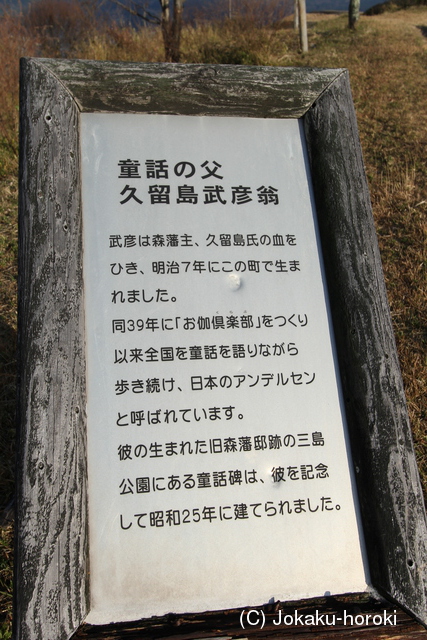 童話の父
久留島武彦翁
武彦は森藩主、久留島氏の血を
ひき、明治7年にこの町で生ま
れました。
同39年に「お伽倶楽部」をつくり
以来全国を童話を語りながら
歩き続け、日本のアンデルセン
と呼ばれています。
彼の生まれた旧森藩邸跡の三島
公園にある童話碑は、彼を記念
して昭和25年に建てられました。
(C) Jokaku-horoki